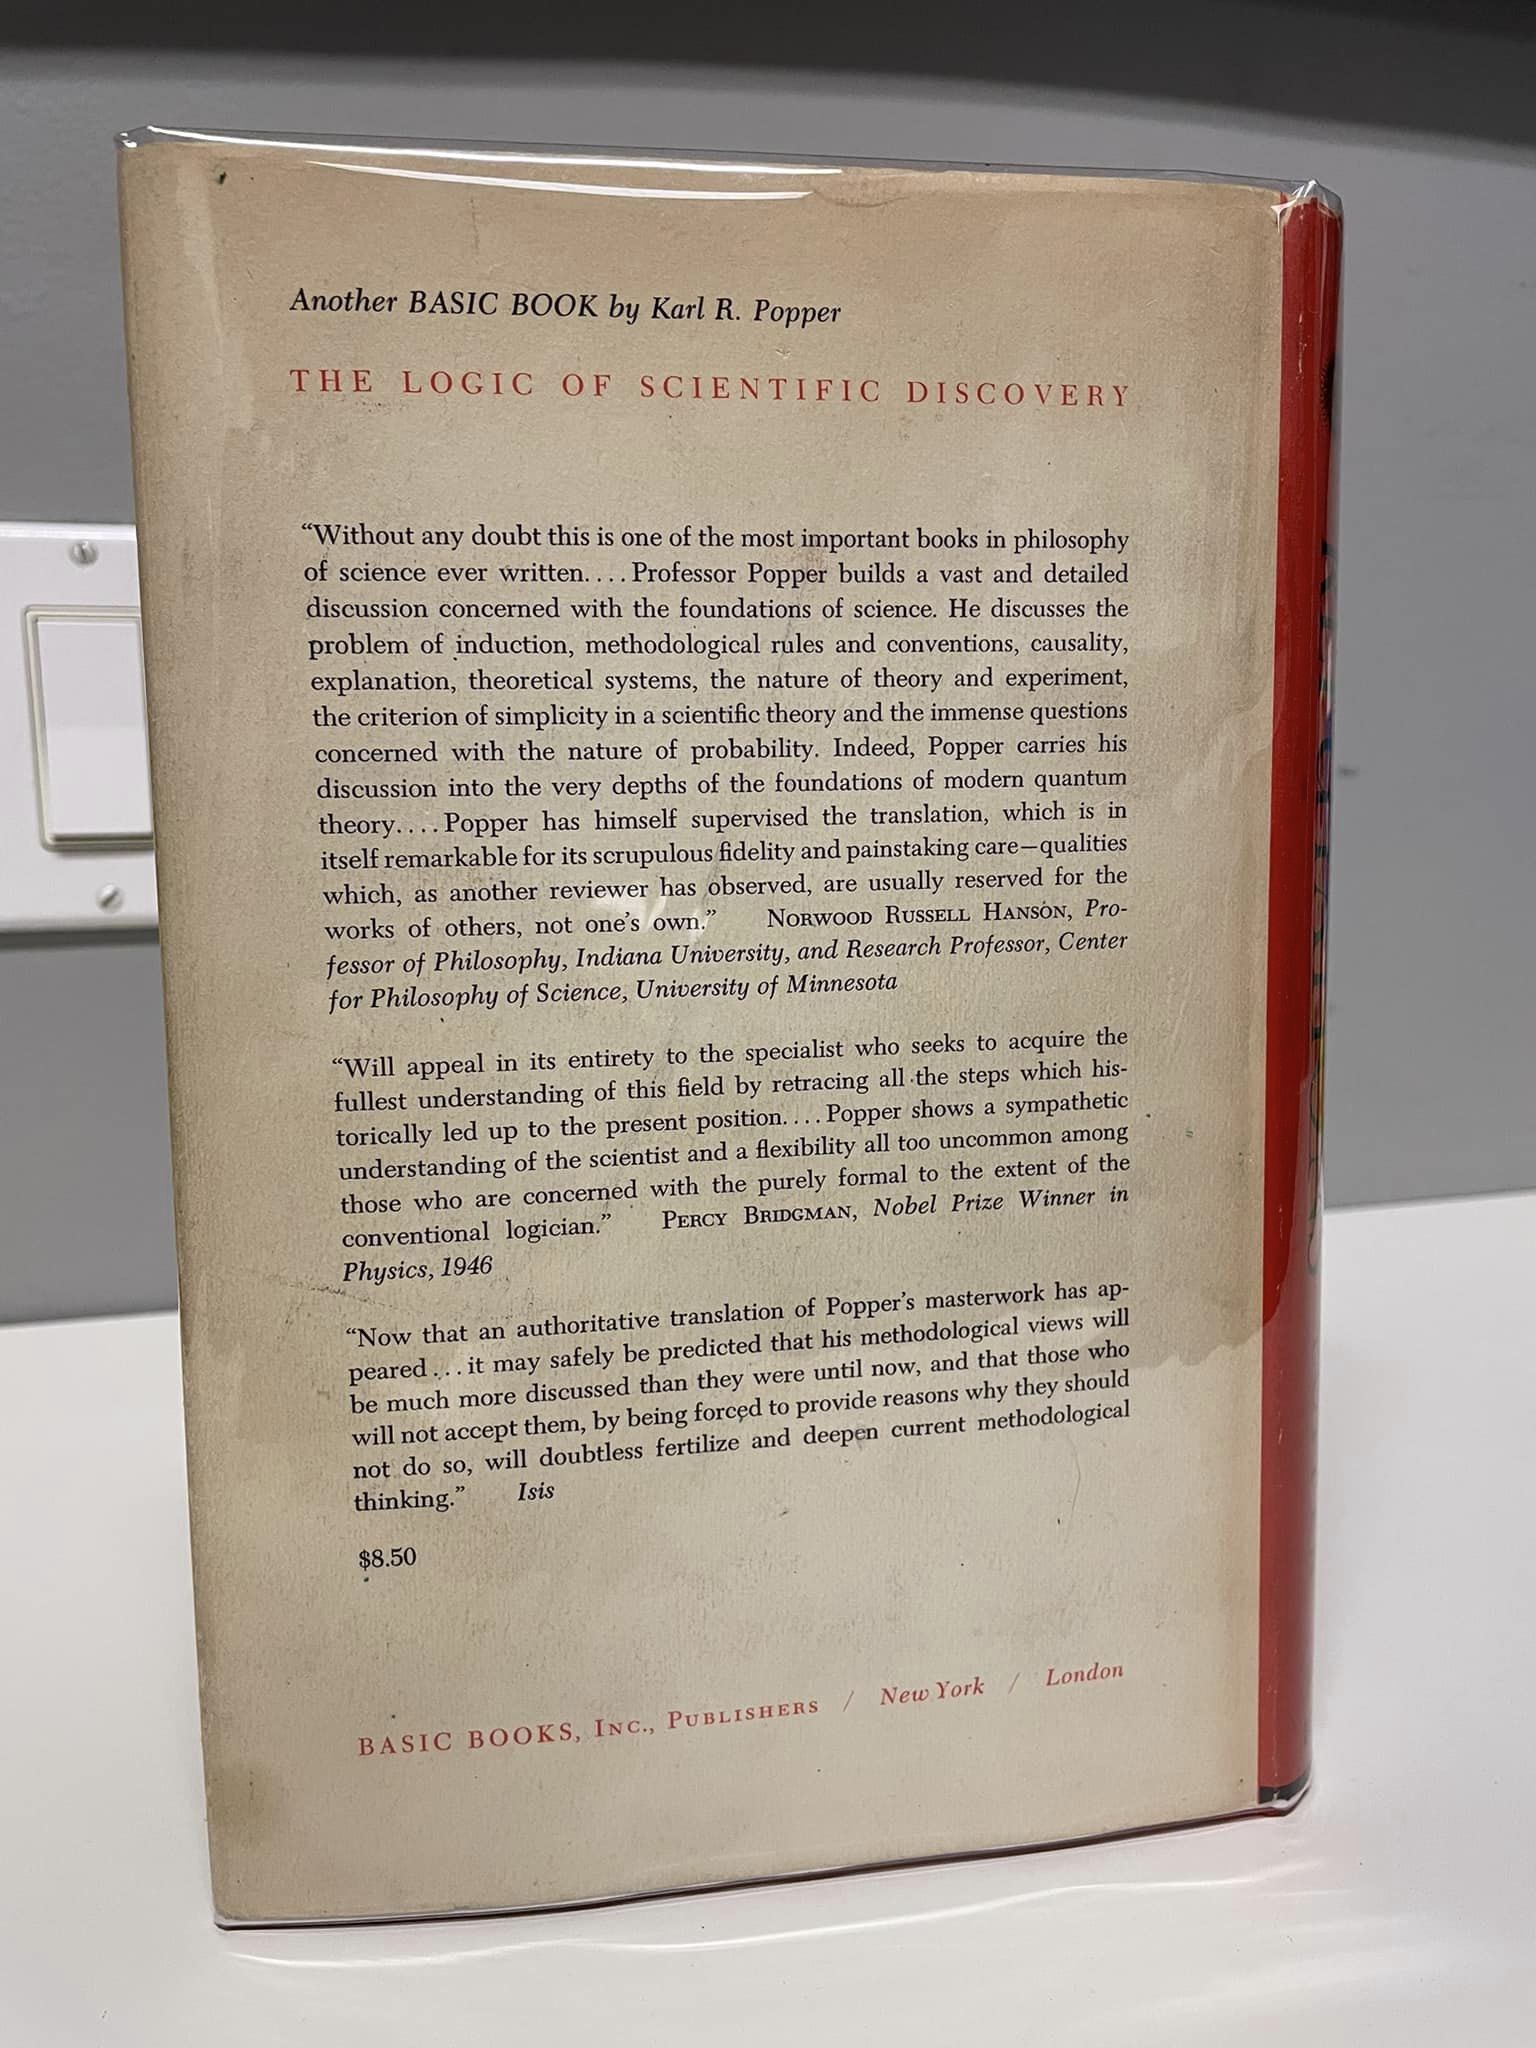 Another BASIC BOOK by Karl R. Popper
THE LOGIC OF SCIENTIFIC DISCOVERY
“Without any doubt this is one of the most important books in philosophy
of science ever written. . . . Professor Popper builds a vast and detailed
discussion concerned with the foundations of science. He discusses the
problem of induction, methodological rules and conventions, causality,
explanation, theoretical systems, the nature of theory and experiment,
the criterion of simplicity in a scientific theory and the immense questions
concerned with the nature of probability. Indeed, Popper carries his
discussion into the very depths of the foundations of modern quantum
theory. . . . Popper has himself supervised the translation, which is in
itself remarkable for its scrupulous fidelity and painstaking care—qualities
which, as another reviewer has observed, are usually reserved for the
works of others, not one’s own.” NORWOOD RUSSELL HANSON, Pro-
fessor of Philosophy, Indiana University, and Research Professor, Center
for Philosophy of Science, University of Minnesota
“Will appeal in its entirety to the specialist who seeks to acquire the
fullest understanding of this field by retracing all the steps which his-
torically led up to the present position. . . . Popper shows a sympathetic
understanding of the scientist and a flexibility all too uncommon among
those who are concerned with the purely formal to the extent of the
conventional logician.” PERCY BRIDGMAN, Nobel Prize Winner in
Physics, 1946
“Now that an authoritative translation of Popper’s masterwork has ap-
peared . . . it may safely be predicted that his methodological views will
be much more discussed than they were until now, and that those who
will not accept them, by being forced to provide reasons why they should
not do so, will doubtless fertilize and deepen current methodological
thinking.” Isis
$8.50
BASIC BOOKS, INC., PUBLISHERS / New York / London